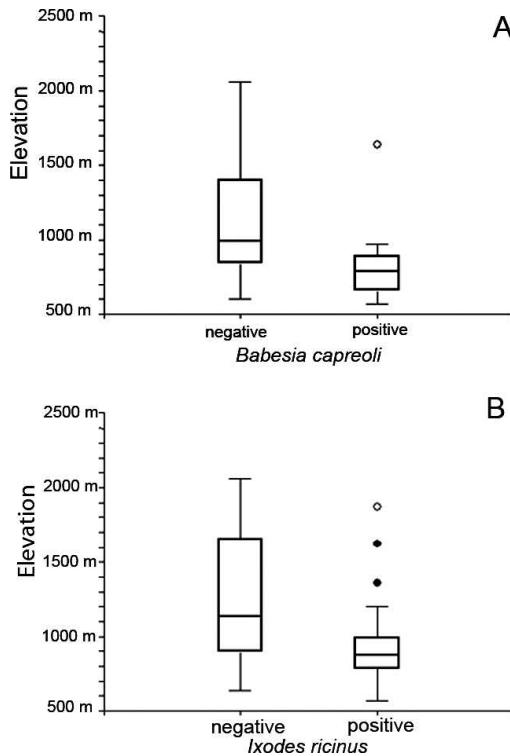 A
Elevation
2500 m
2000 m
1500 m
1000 m
500 m
negative positive
Babesia capreoli
B
Elevation
2500 m
2000 m
1500 m
1000 m
500 m
negative positive
Ixodes ricinus